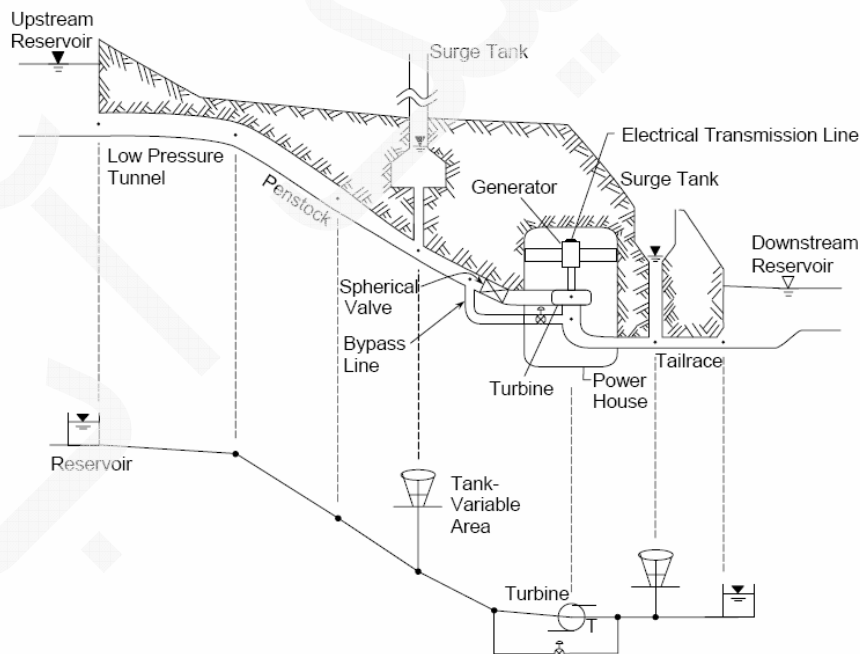 Upstream
Reservoir
Surge Tank
Electrical Transmission Line
Low Pressure
Tunnel
Generator
Surge Tank
Penstock
Downstream
Reservoir
Spherical
Valve
Bypass
Line
Turbine
Power
House
Tailrace
Reservoir
Tank-
Variable
Area
Turbine
T